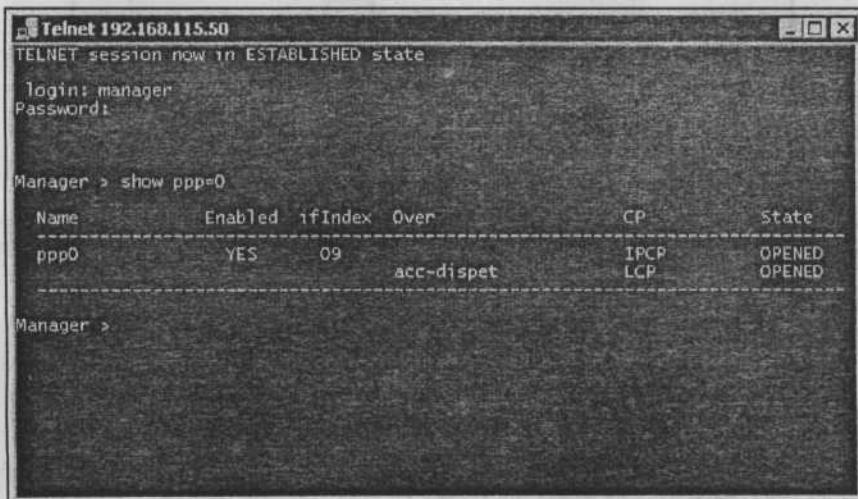 Telnet 192.168.115.50
TELNET session now in ESTABLISHED state
login: manager
Password:
Manager > show ppp=0
Name Enabled ifIndex Over CP State
ppp0 YES 09 IPCP OPENED
acc-dispet LCP OPENED
Manager >